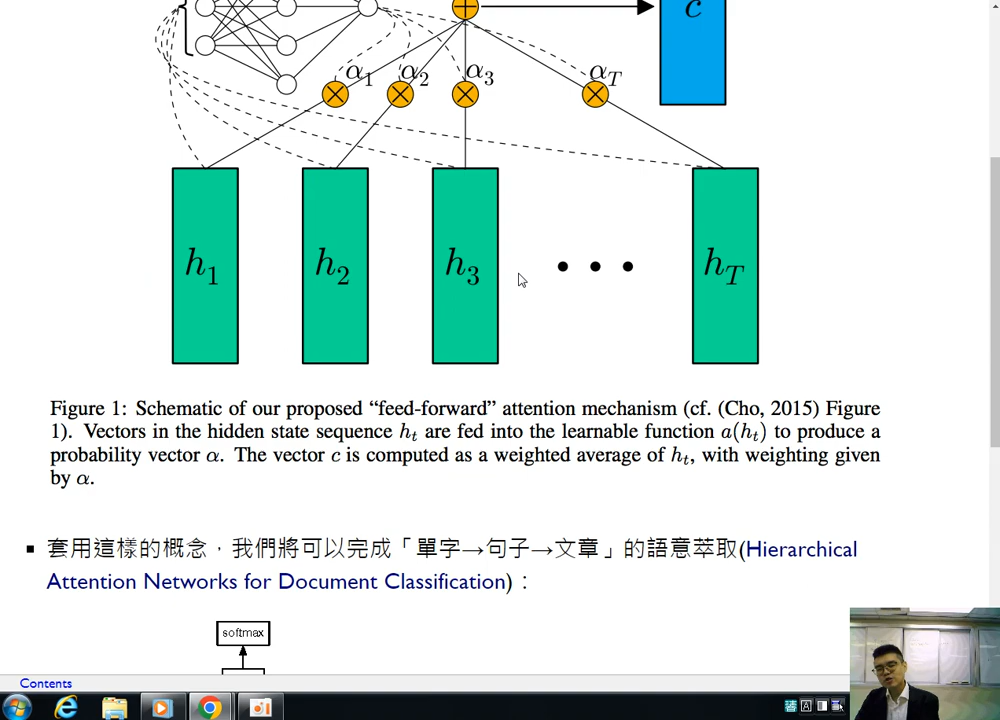 c
α1 α2 α3 αT
h1 h2 h3 • • • hT
Figure 1: Schematic of our proposed “feed-forward” attention mechanism (cf. (Cho, 2015) Figure
1). Vectors in the hidden state sequence ht are fed into the learnable function a(ht) to produce a
probability vector α. The vector c is computed as a weighted average of ht, with weighting given
by α.
▪ 套用這樣的概念，我們將可以完成「單字→句子→文章」的語意萃取(Hierarchical
Attention Networks for Document Classification)：
softmax
Contents